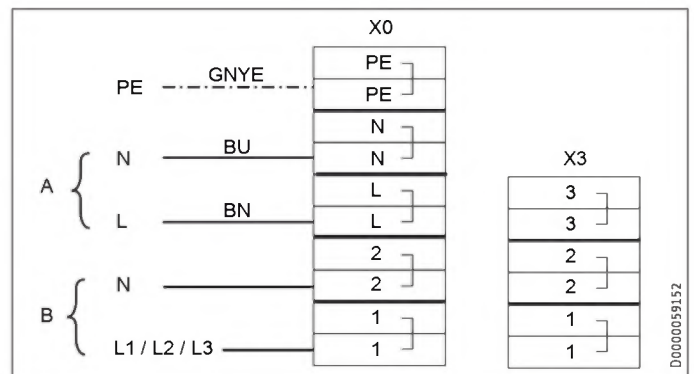 X0
PE
PE GNYE PE
N
A N BU N X3
L 3
L BN L 3
2 2
B N 2 2
1 1
L1 / L2 / L3 1 1
D0000059152